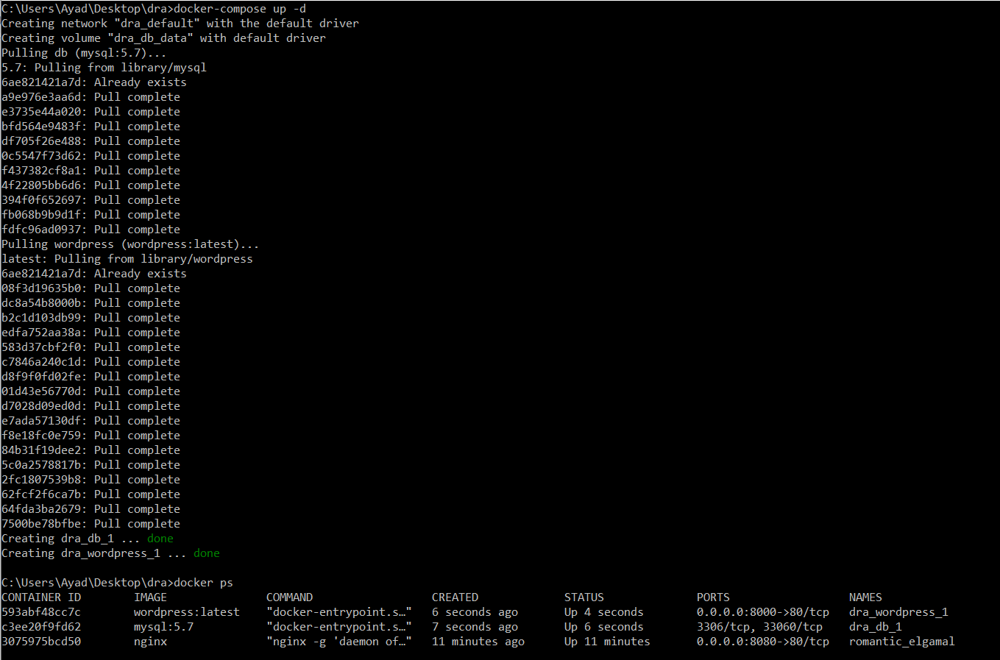 C:\Users\Ayad\Desktop\dra>docker-compose up -d
Creating network "dra_default" with the default driver
Creating volume "dra_db_data" with default driver
Pulling db (mysql:5.7)...
5.7: Pulling from library/mysql
6ae821421a7d: Already exists
a9e976e3aa6d: Pull complete
e3735e44a020: Pull complete
bfd564e9483f: Pull complete
df705f26e488: Pull complete
0c5547f73d62: Pull complete
f437382cf8a1: Pull complete
4f22805bb6d6: Pull complete
394f0f652697: Pull complete
fb068b9b9d1f: Pull complete
fdfc96ad0937: Pull complete
Pulling wordpress (wordpress:latest)...
latest: Pulling from library/wordpress
6ae821421a7d: Already exists
08f3d19635b0: Pull complete
dc8a54b8000b: Pull complete
b2c1d103db99: Pull complete
edfa752aa38a: Pull complete
583d37cbf2f0: Pull complete
c7846a240c1d: Pull complete
d8f9f0fd02fe: Pull complete
01d43e56770d: Pull complete
d7028d09ed0d: Pull complete
e7ada57130df: Pull complete
f8e18fc0e759: Pull complete
84b31f19dee2: Pull complete
5c0a2578817b: Pull complete
2fc1807539b8: Pull complete
62fcf2f6ca7b: Pull complete
64fda3ba2679: Pull complete
7500be78bfbe: Pull complete
Creating dra_db_1 ... done
Creating dra_wordpress_1 ... done
C:\Users\Ayad\Desktop\dra>docker ps
CONTAINER ID        IMAGE               COMMAND                  CREATED             STATUS              PORTS                  NAMES
593abf48cc7c        wordpress:latest    "docker-entrypoint.s…"   6 seconds ago       Up 4 seconds        0.0.0.0:8000->80/tcp   dra_wordpress_1
c3ee20f9fd62        mysql:5.7           "docker-entrypoint.s…"   7 seconds ago       Up 6 seconds        3306/tcp, 33060/tcp    dra_db_1
3075975bcd50        nginx               "nginx -g 'daemon of…"   11 minutes ago      Up 11 minutes       0.0.0.0:8080->80/tcp   romantic_elgamal